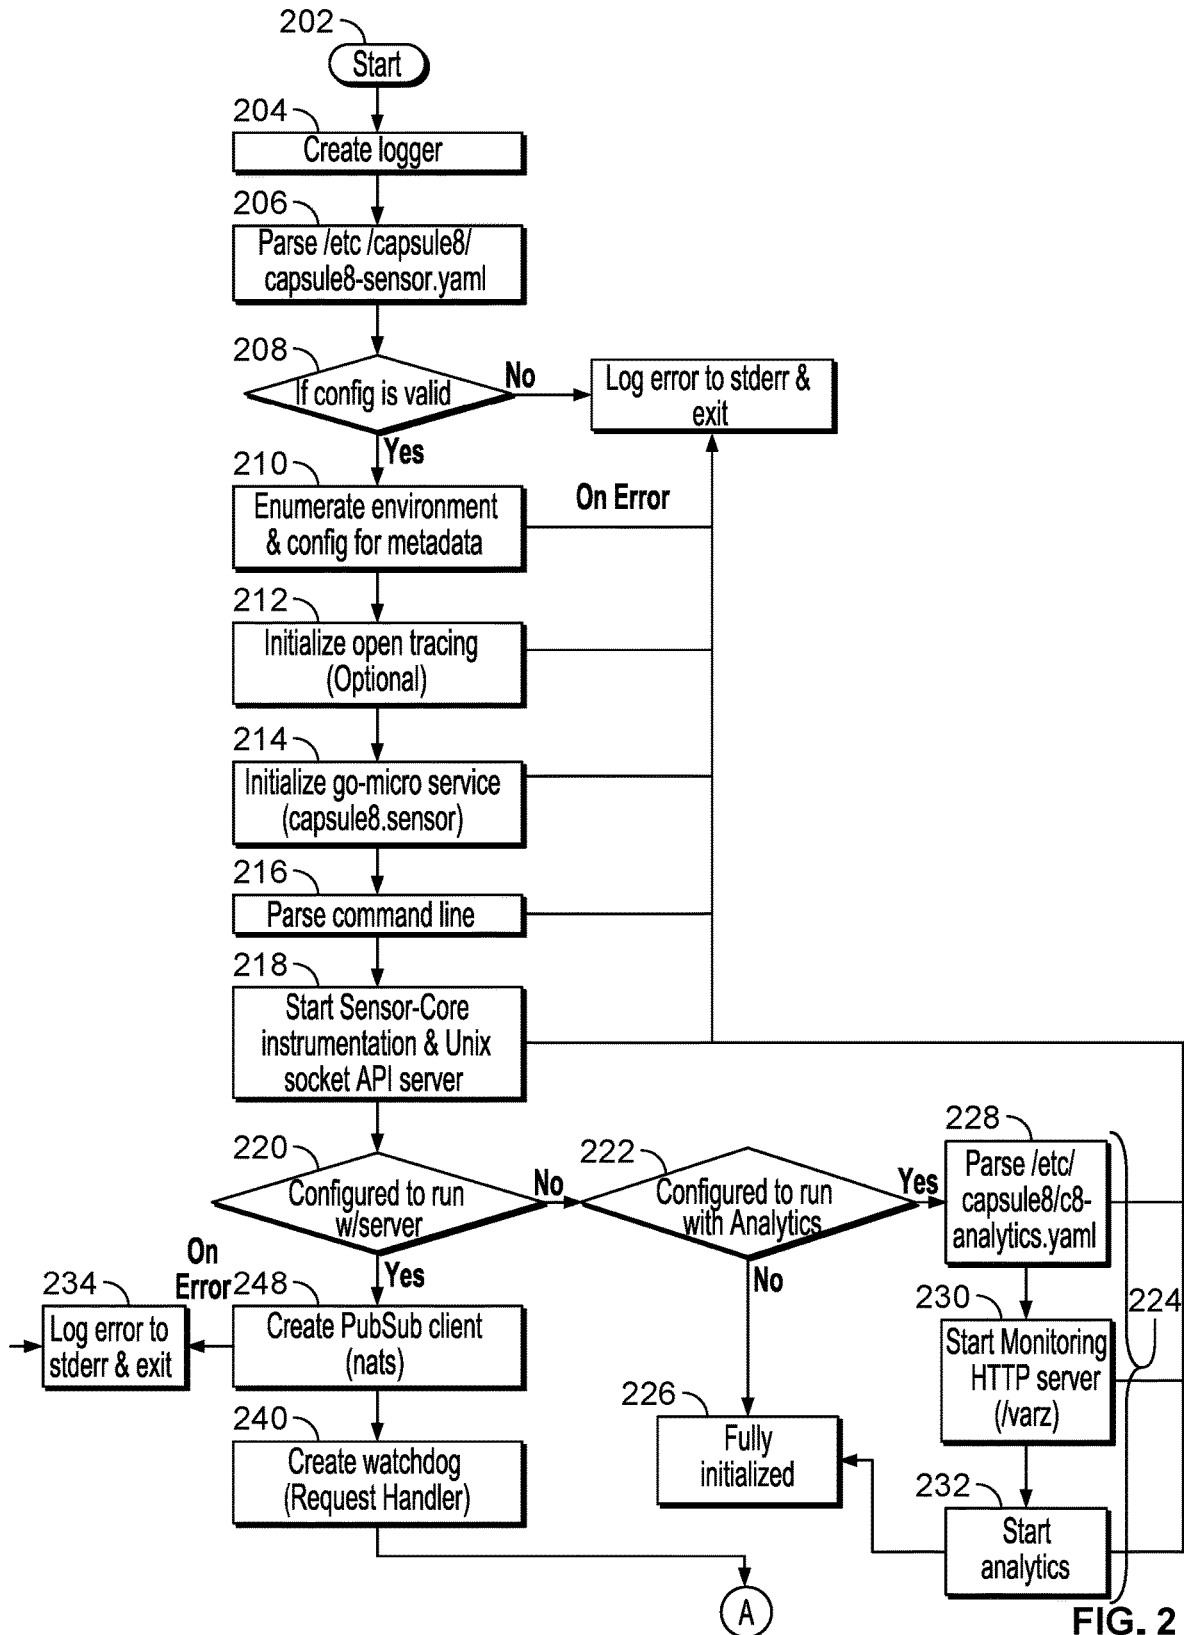 202
Start
204
Create logger
206
Parse /etc /capsule8/
capsule8-sensor.yaml
208
If config is valid
No
Log error to stderr &
exit
Yes
210
Enumerate environment
& config for metadata
On Error
212
Initialize open tracing
(Optional)
214
Initialize go-micro service
(capsule8.sensor)
216
Parse command line
218
Start Sensor-Core
instrumentation & Unix
socket API server
220
Configured to run
w/server
No
222
Configured to run
with Analytics
Yes
228
Parse /etc/
capsule8/c8-
analytics.yaml
224
On
Error
Yes
No
234
Log error to
stderr & exit
248
Create PubSub client
(nats)
230
Start Monitoring
HTTP server
(/varz)
240
Create watchdog
(Request Handler)
226
Fully
initialized
232
Start
analytics
A
FIG. 2